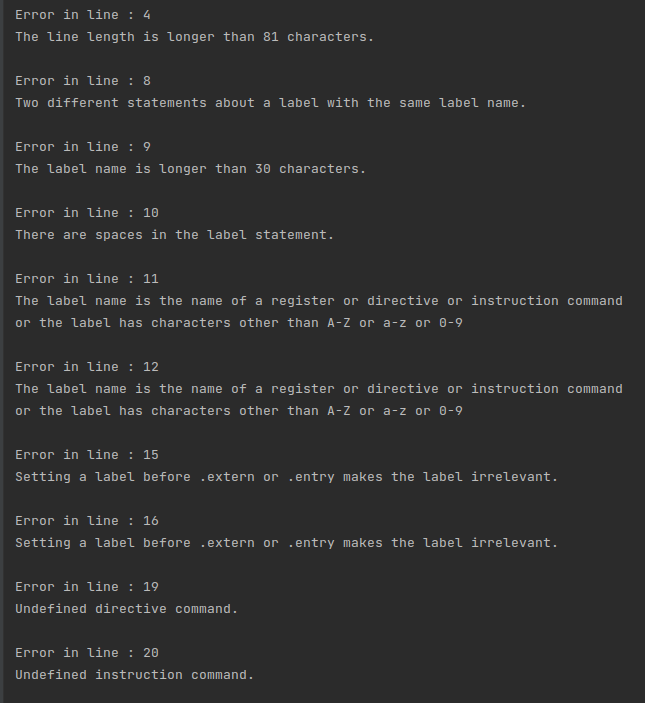 Error in line : 4
The line length is longer than 81 characters.
Error in line : 8
Two different statements about a label with the same label name.
Error in line : 9
The label name is longer than 30 characters.
Error in line : 10
There are spaces in the label statement.
Error in line : 11
The label name is the name of a register or directive or instruction command
or the label has characters other than A-Z or a-z or 0-9
Error in line : 12
The label name is the name of a register or directive or instruction command
or the label has characters other than A-Z or a-z or 0-9
Error in line : 15
Setting a label before .extern or .entry makes the label irrelevant.
Error in line : 16
Setting a label before .extern or .entry makes the label irrelevant.
Error in line : 19
Undefined directive command.
Error in line : 20
Undefined instruction command.